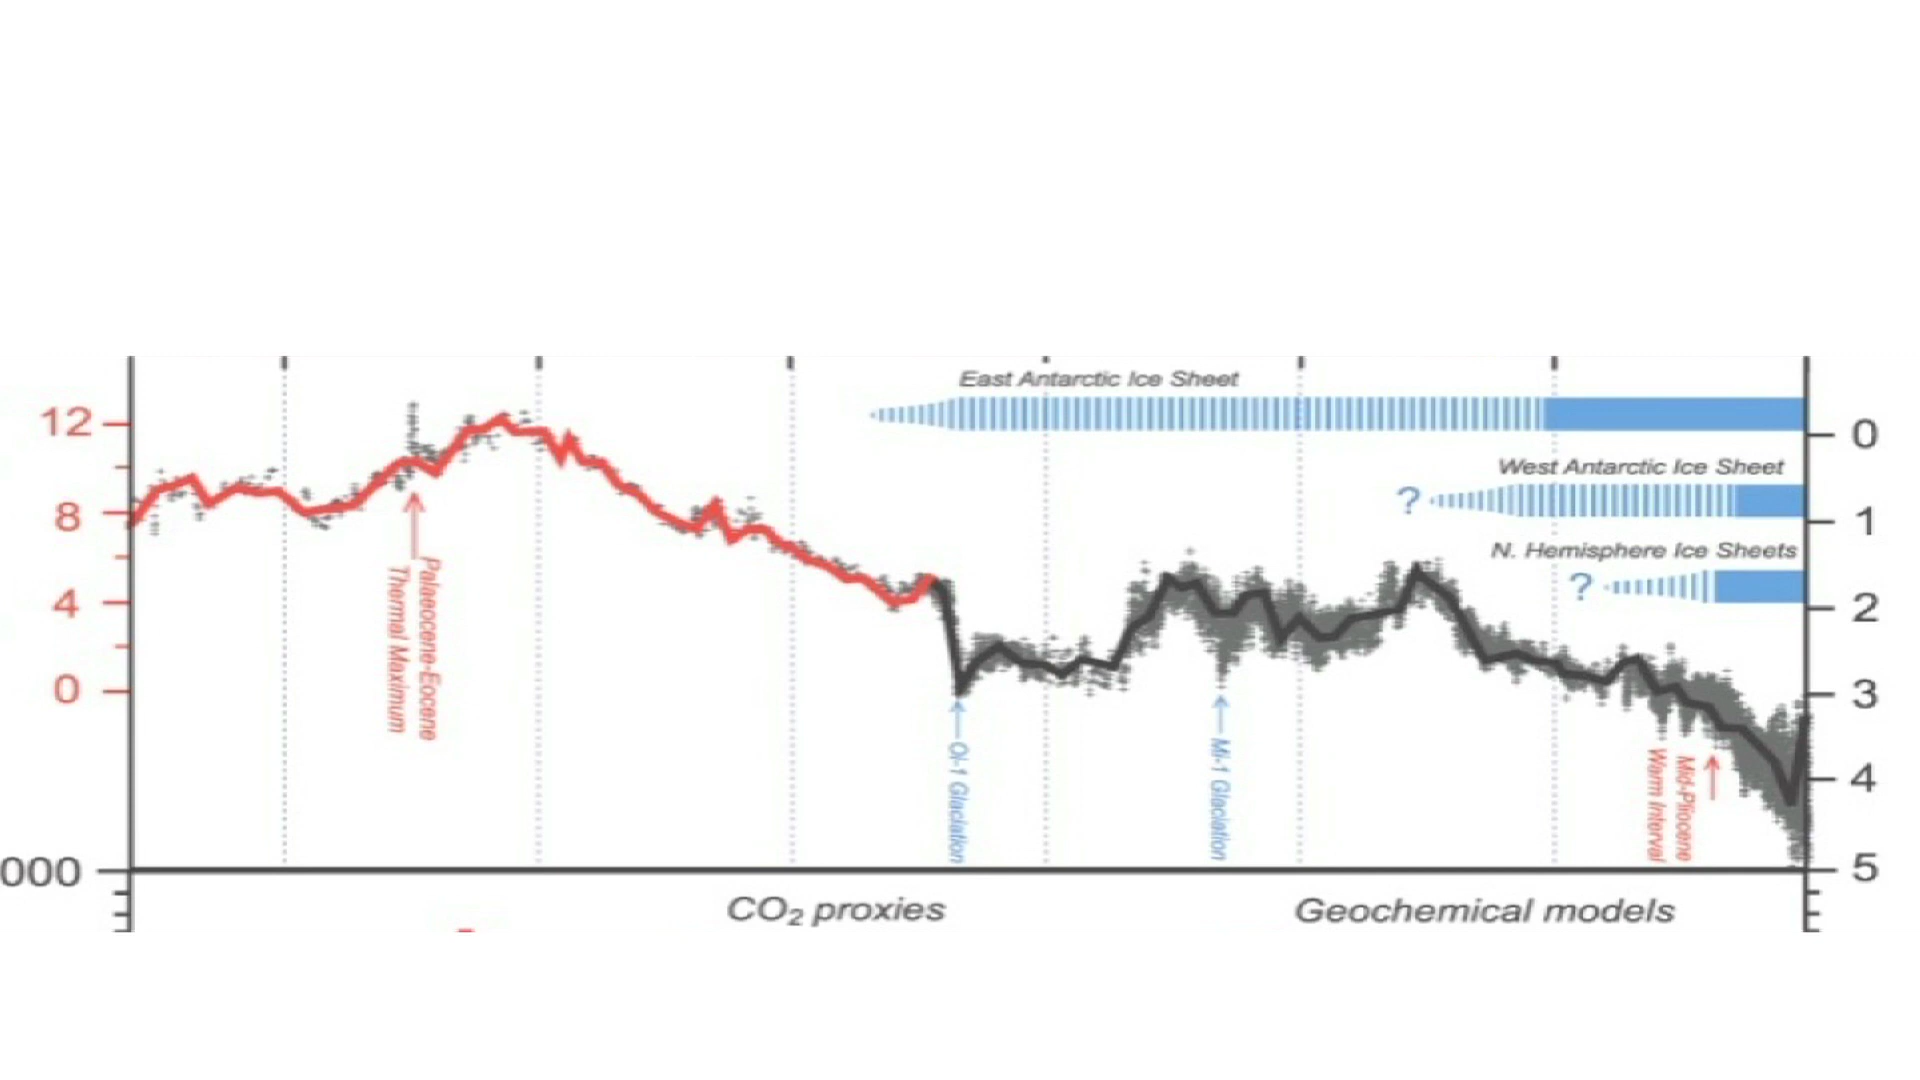 East Antarctic Ice Sheet
12
0
West Antarctic Ice Sheet
?
8
1
N. Hemisphere Ice Sheets
?
4
2
0
3
Palaeocene-Eocene
Thermal Maximum
Oi-1 Glaciation
Mi-1 Glaciation
Mid-Pliocene
Warm Interval
4
000
5
CO₂ proxies
Geochemical models